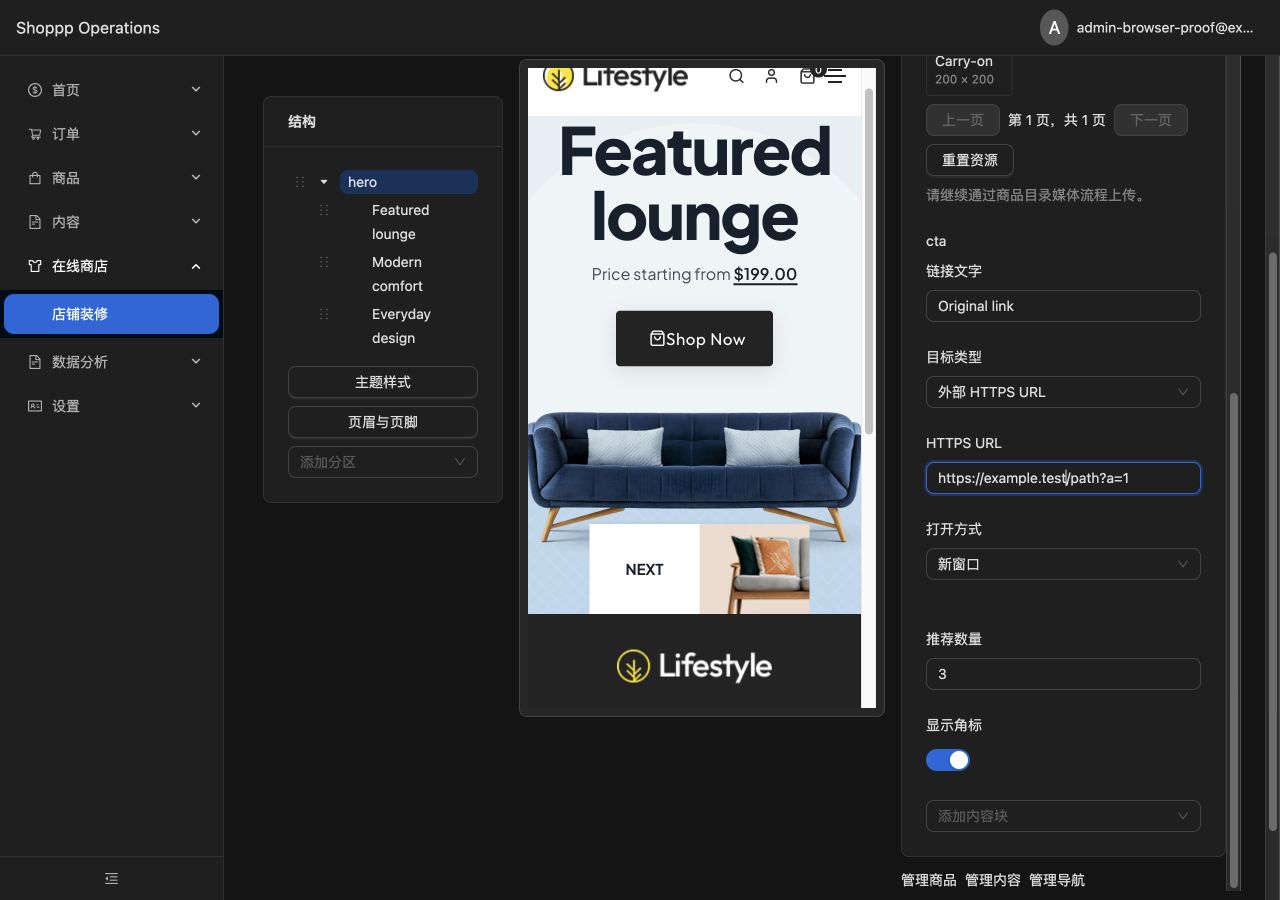 Shoppp Operations
A
admin-browser-proof@ex...
首页
订单
商品
内容
在线商店
店铺装修
数据分析
设置
结构
hero
Featured
lounge
Modern
comfort
Everyday
design
主题样式
页眉与页脚
添加分区
Lifestyle
0
Featured
lounge
Price starting from $199.00
Shop Now
NEXT
Lifestyle
Carry-on
200 × 200
上一页
第 1 页，共 1 页
下一页
重置资源
请继续通过商品目录媒体流程上传。
cta
链接文字
Original link
目标类型
外部 HTTPS URL
HTTPS URL
https://example.test/path?a=1
打开方式
新窗口
推荐数量
3
显示角标
添加内容块
管理商品 管理内容 管理导航